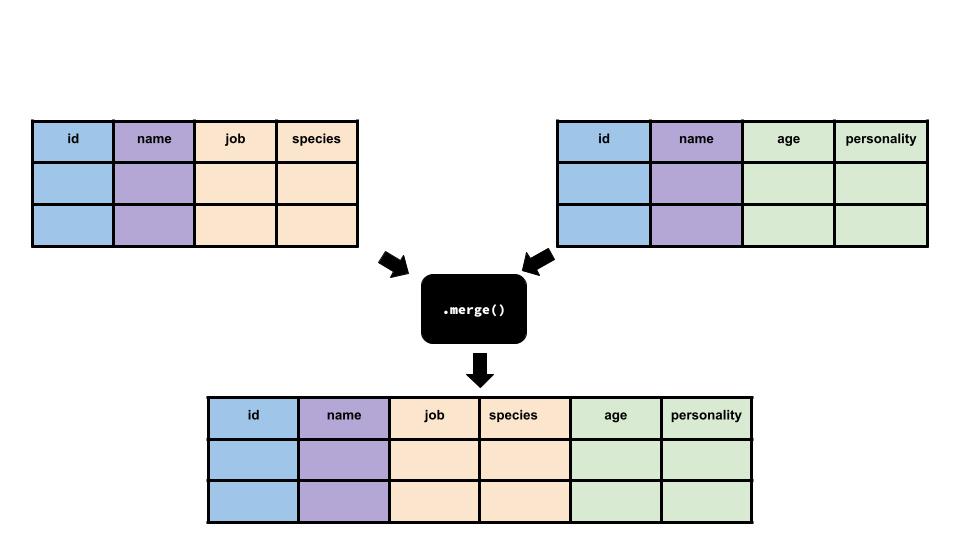 id name job species
id name age personality
.merge()
id name job species age personality